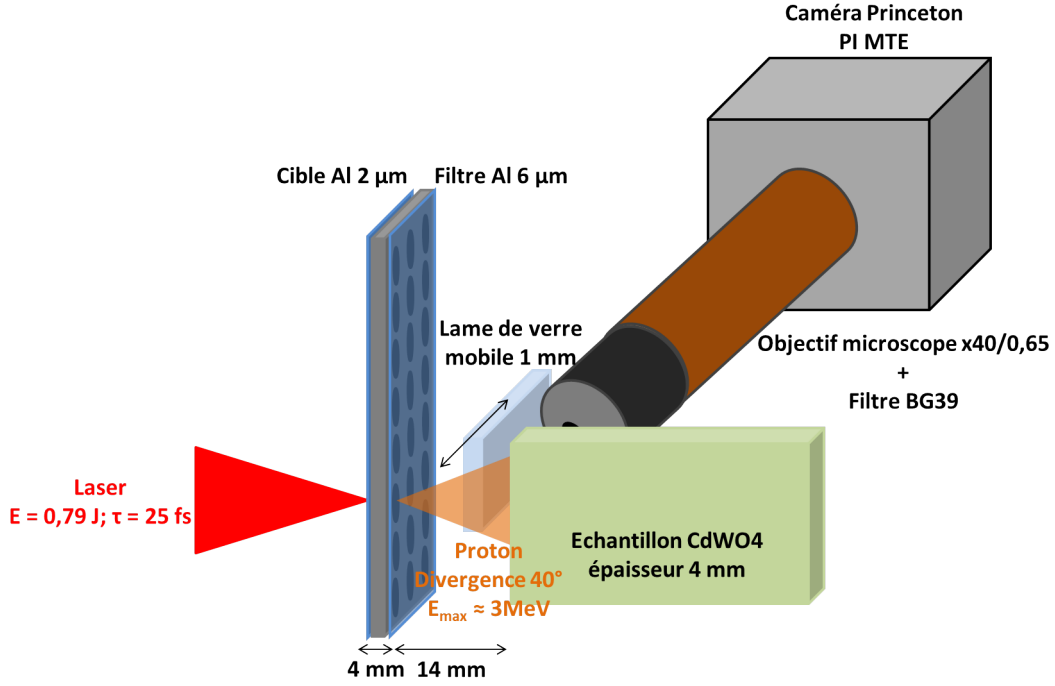 Caméra Princeton
PI MTE
Cible Al 2 µm
Filtre Al 6 µm
Lame de verre
mobile 1 mm
Objectif microscope x40/0,65
+
Filtre BG39
Laser
E = 0,79 J; τ = 25 fs
Proton
Divergence 40°
Emax ≈ 3MeV
Echantillon CdWO4
épaisseur 4 mm
4 mm
14 mm